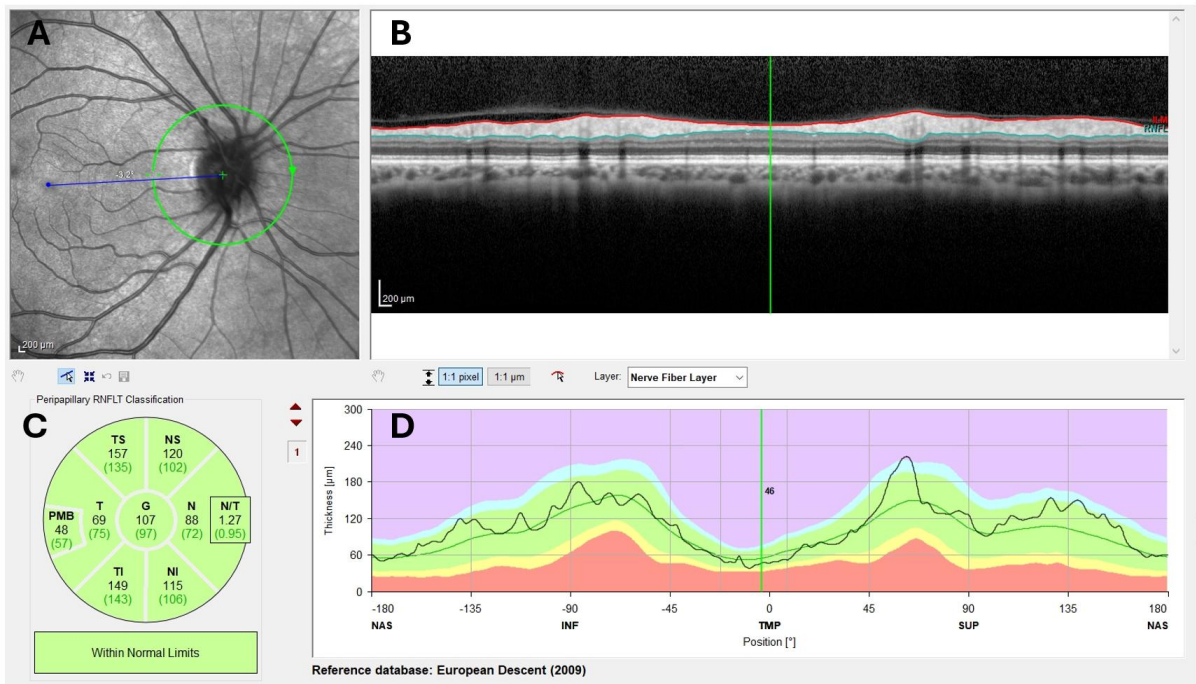 A
-9.2°
200 µm
B
ILM
RNFL
200 µm
1:1 pixel
1:1 µm
Layer:
Nerve Fiber Layer
Peripapillary RNFLT Classification
C
TS
157
(135)
NS
120
(102)
PMB
48
(57)
T
69
(75)
G
107
(97)
N
88
(72)
N/T
1.27
(0.95)
TI
149
(143)
NI
115
(106)
Within Normal Limits
1
D
Thickness [µm]
300
240
180
120
60
0
46
-180
-135
-90
-45
0
45
90
135
180
NAS
INF
TMP
SUP
NAS
Position [°]
Reference database: European Descent (2009)